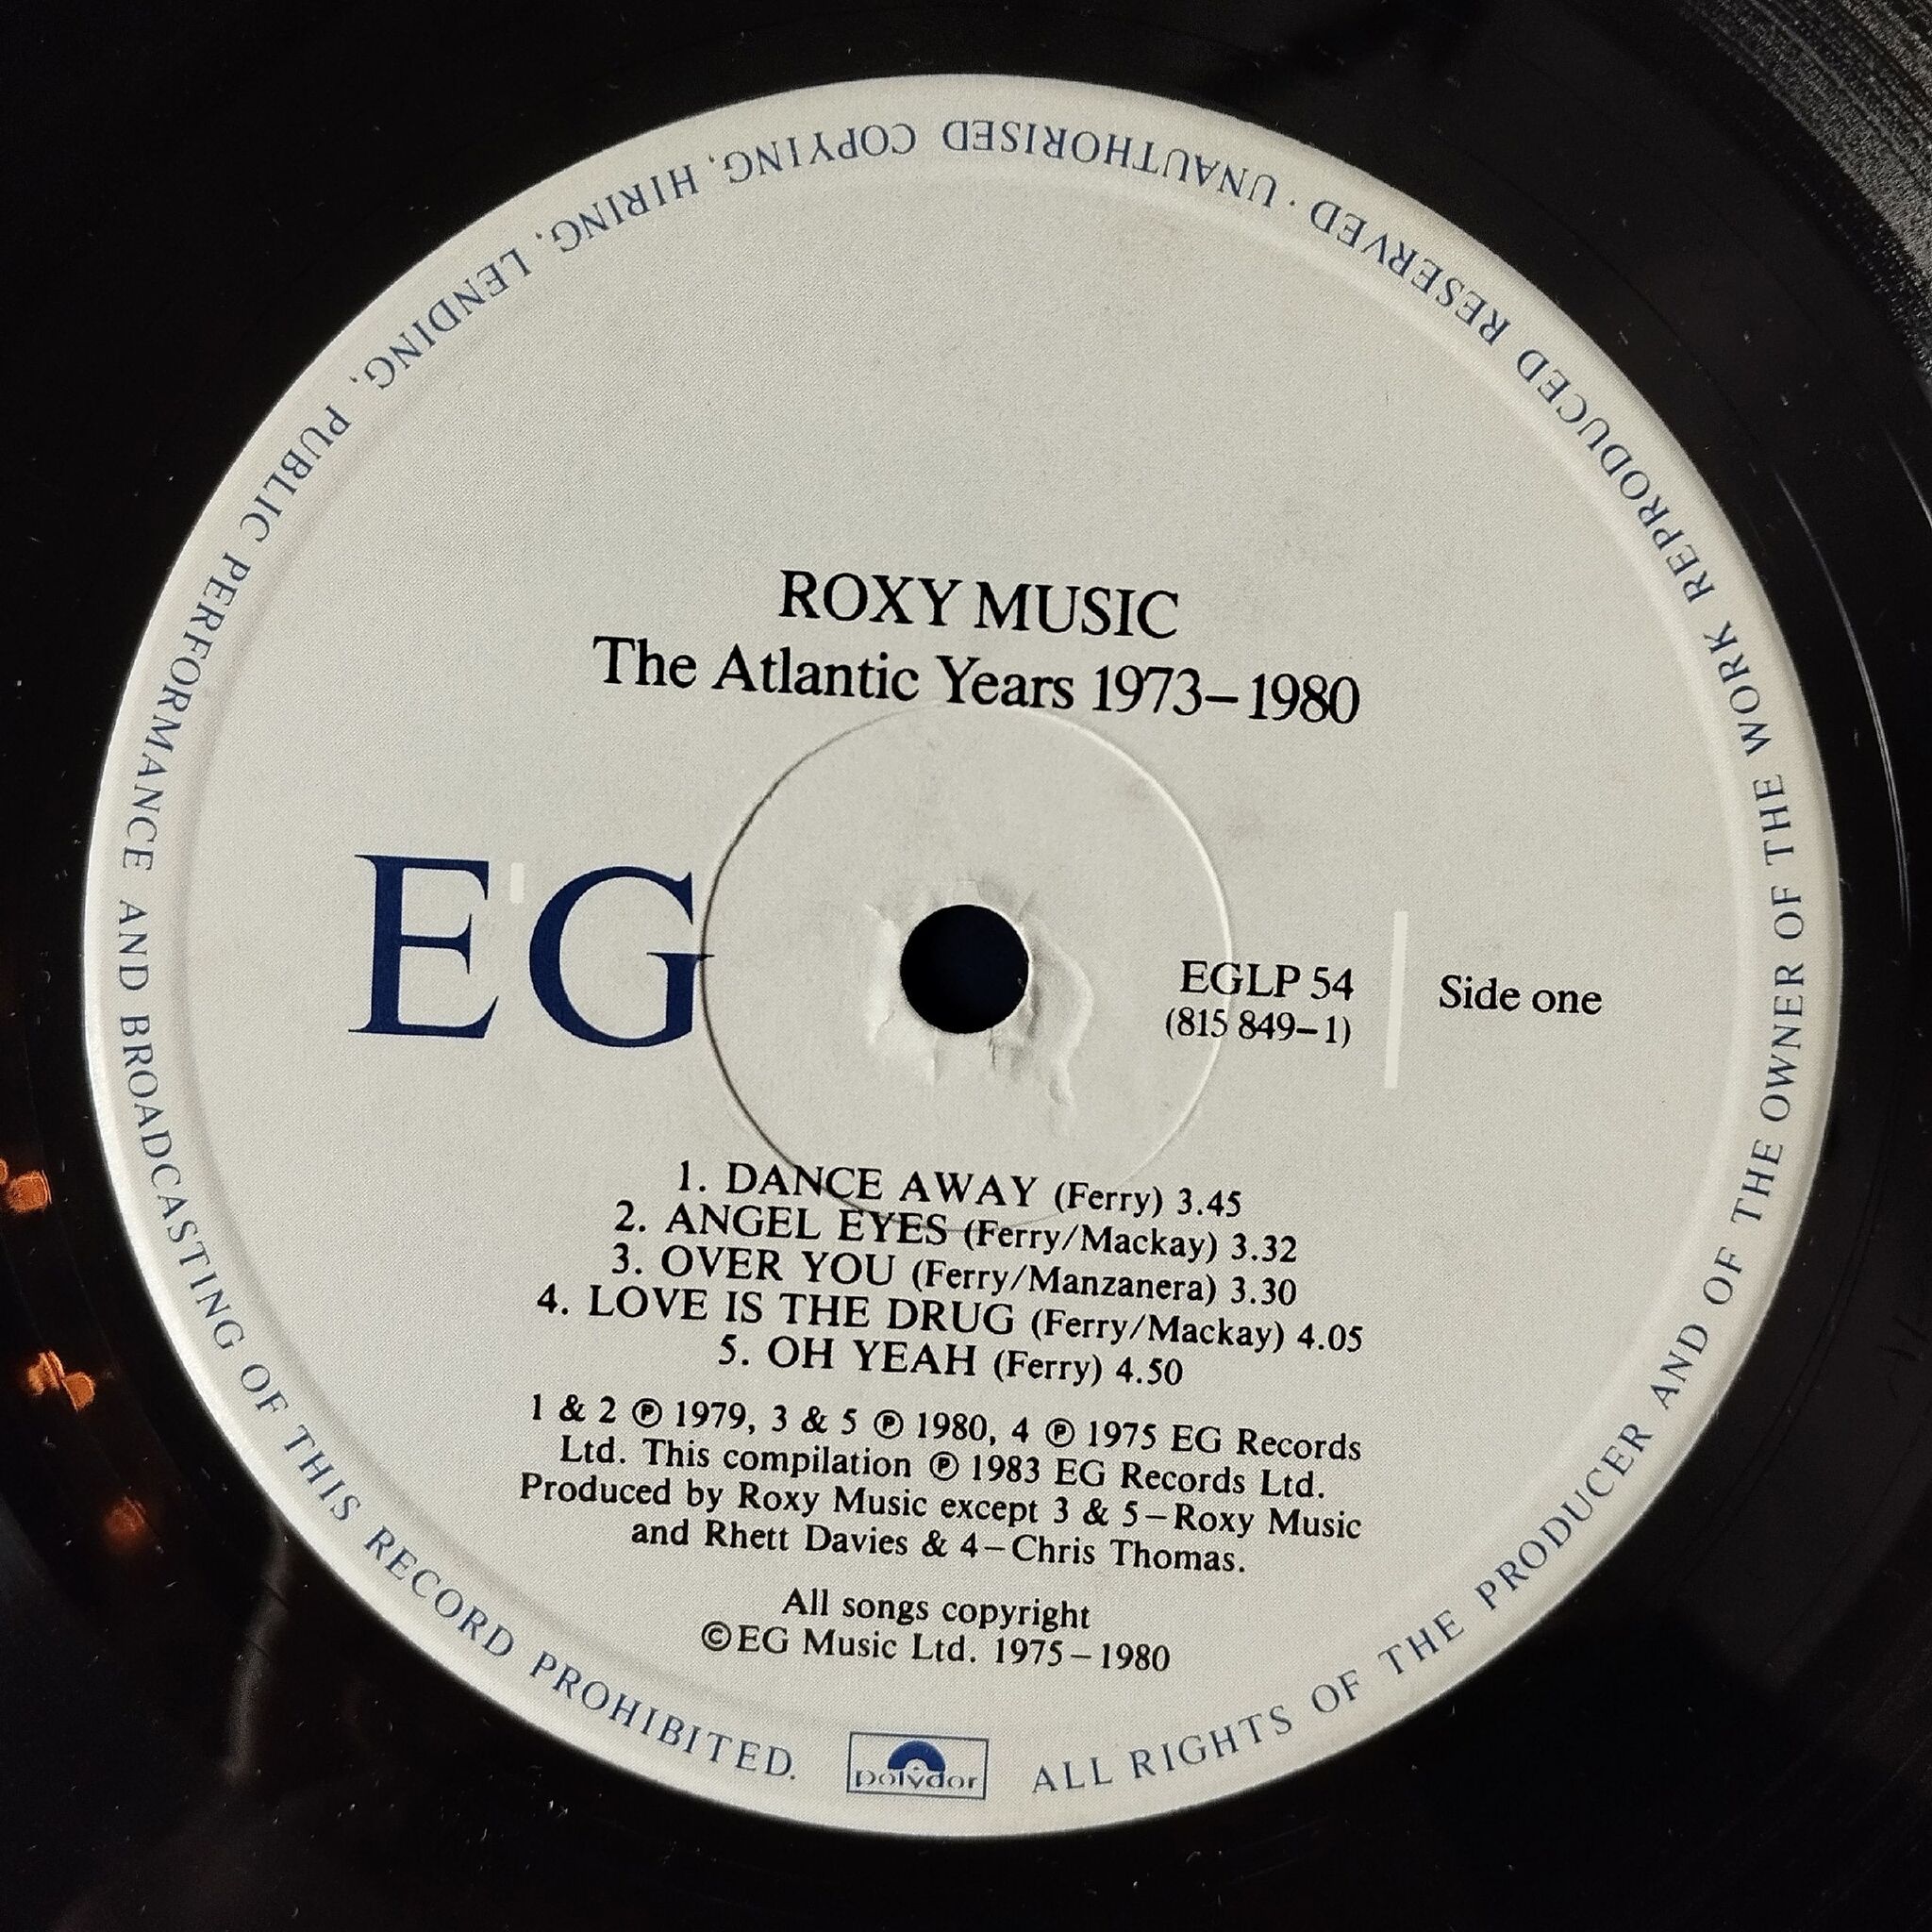 ROXY MUSIC
The Atlantic Years 1973–1980
EG
EGLP 54
(815 849–1)
Side one
1. DANCE AWAY (Ferry) 3.45
2. ANGEL EYES (Ferry/Mackay) 3.32
3. OVER YOU (Ferry/Manzanera) 3.30
4. LOVE IS THE DRUG (Ferry/Mackay) 4.05
5. OH YEAH (Ferry) 4.50
1 & 2 ℗ 1979, 3 & 5 ℗ 1980, 4 ℗ 1975 EG Records
Ltd. This compilation ℗ 1983 EG Records Ltd.
Produced by Roxy Music except 3 & 5–Roxy Music
and Rhett Davies & 4–Chris Thomas.
All songs copyright
©EG Music Ltd. 1975–1980
polydor
ALL RIGHTS OF THE PRODUCER AND OF THE OWNER OF THE WORK REPRODUCED RESERVED · UNAUTHORISED COPYING, HIRING, LENDING, PUBLIC PERFORMANCE AND BROADCASTING OF THIS RECORD PROHIBITED.